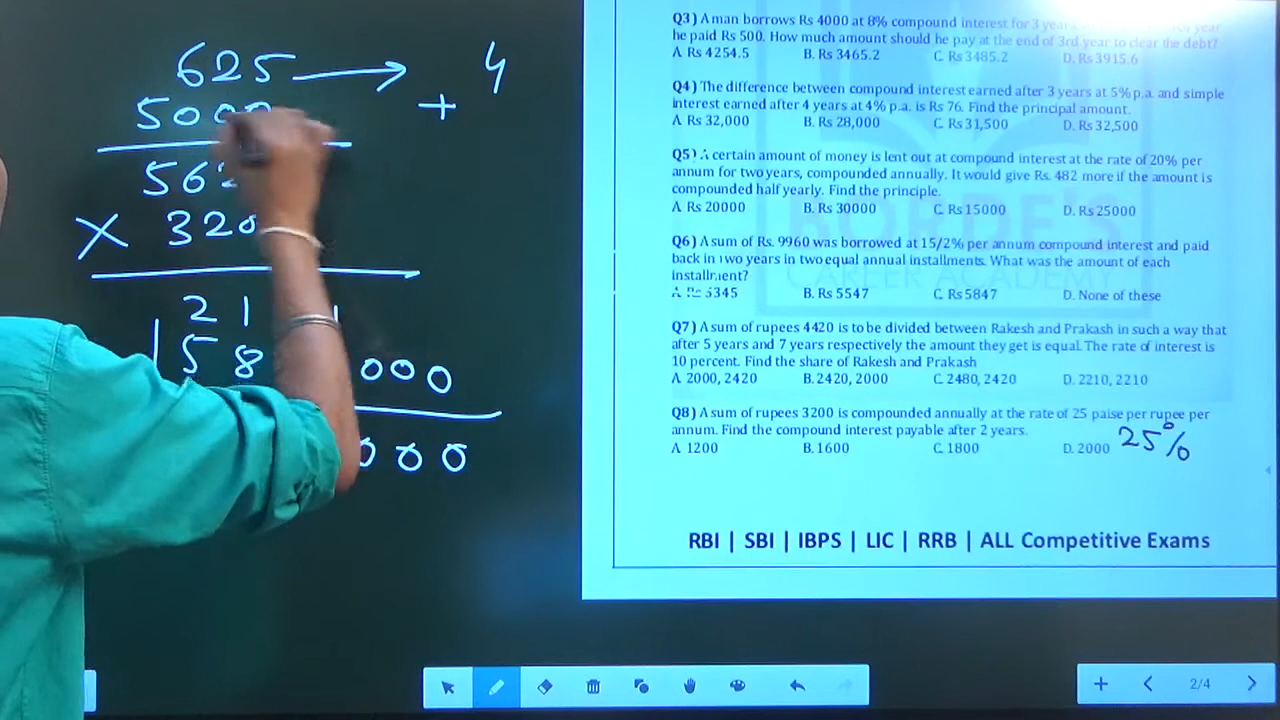 625 → 4
+
500
56
× 320
21
158 000
000
Q3) A man borrows Rs 4000 at 8% compound interest for 3 year
he paid Rs 500. How much amount should he pay at the end of 3rd year to clear the debt?
A. Rs 4254.5 B. Rs 3465.2 C. Rs 3485.2 D. Rs 3915.6
Q4) The difference between compound interest earned after 3 years at 5% p.a. and simple
interest earned after 4 years at 4% p.a. is Rs 76. Find the principal amount.
A. Rs 32,000 B. Rs 28,000 C. Rs 31,500 D. Rs 32,500
Q5) A certain amount of money is lent out at compound interest at the rate of 20% per
annum for two years, compounded annually. It would give Rs. 482 more if the amount is
compounded half yearly. Find the principle.
A. Rs 20000 B. Rs 30000 C. Rs 15000 D. Rs 25000
Q6) A sum of Rs. 9960 was borrowed at 15/2% per annum compound interest and paid
back in two years in two equal annual installments. What was the amount of each
installment?
A. Rs 5345 B. Rs 5547 C. Rs 5847 D. None of these
Q7) A sum of rupees 4420 is to be divided between Rakesh and Prakash in such a way that
after 5 years and 7 years respectively the amount they get is equal. The rate of interest is
10 percent. Find the share of Rakesh and Prakash
A. 2000, 2420 B. 2420, 2000 C. 2480, 2420 D. 2210, 2210
Q8) A sum of rupees 3200 is compounded annually at the rate of 25 paise per rupee per
annum. Find the compound interest payable after 2 years.
A. 1200 B. 1600 C. 1800 D. 2000 25%
CAREER ACADEMY
RBI | SBI | IBPS | LIC | RRB | ALL Competitive Exams
2/4